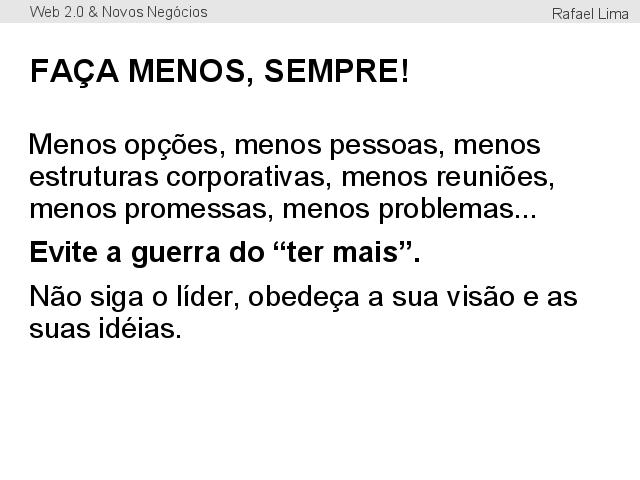 Web 2.0 & Novos Negócios
Rafael Lima
FAÇA MENOS, SEMPRE!
Menos opções, menos pessoas, menos
estruturas corporativas, menos reuniões,
menos promessas, menos problemas...
Evite a guerra do “ter mais”.
Não siga o líder, obedeça a sua visão e as
suas idéias.